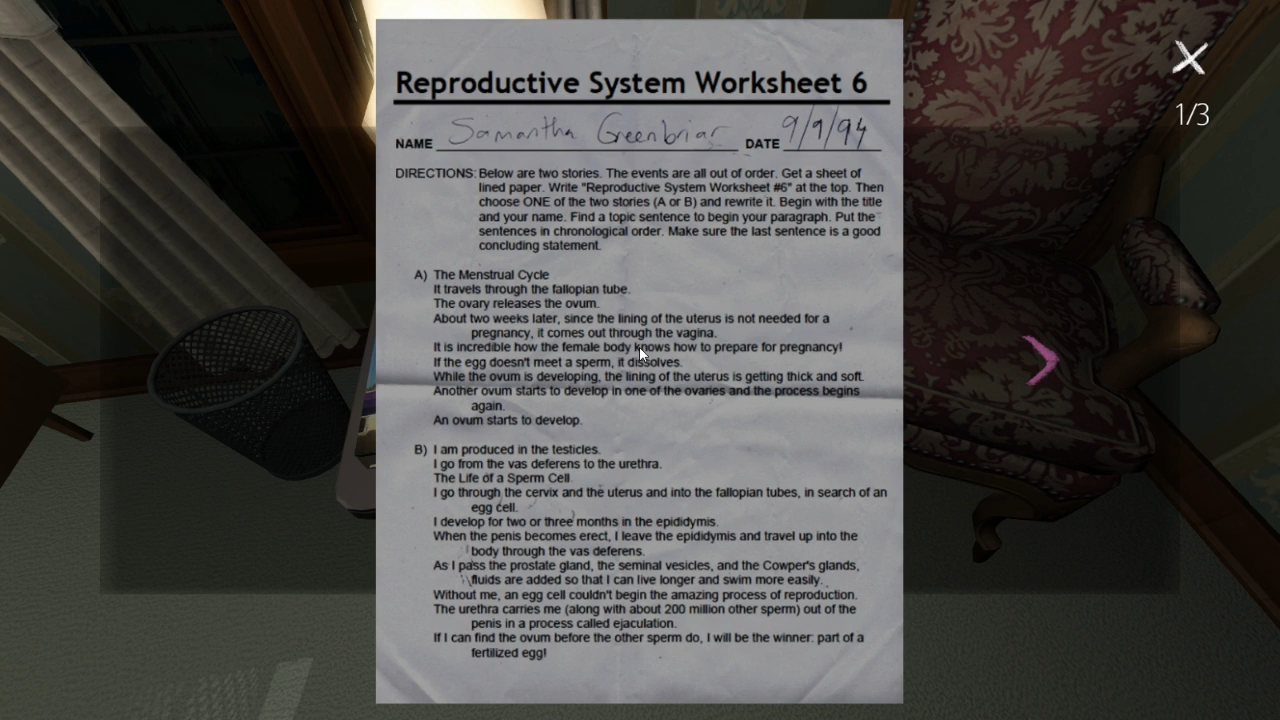 Reproductive System Worksheet 6
NAME Samantha Greenbriar DATE 9/9/94
DIRECTIONS: Below are two stories. The events are all out of order. Get a sheet of
lined paper. Write "Reproductive System Worksheet #6" at the top. Then
choose ONE of the two stories (A or B) and rewrite it. Begin with the title
and your name. Find a topic sentence to begin your paragraph. Put the
sentences in chronological order. Make sure the last sentence is a good
concluding statement.
A) The Menstrual Cycle
It travels through the fallopian tube.
The ovary releases the ovum.
About two weeks later, since the lining of the uterus is not needed for a
pregnancy, it comes out through the vagina.
It is incredible how the female body knows how to prepare for pregnancy!
If the egg doesn't meet a sperm, it dissolves.
While the ovum is developing, the lining of the uterus is getting thick and soft.
Another ovum starts to develop in one of the ovaries and the process begins
again.
An ovum starts to develop.
B) I am produced in the testicles.
I go from the vas deferens to the urethra.
The Life of a Sperm Cell
I go through the cervix and the uterus and into the fallopian tubes, in search of an
egg cell.
I develop for two or three months in the epididymis.
When the penis becomes erect, I leave the epididymis and travel up into the
body through the vas deferens.
As I pass the prostate gland, the seminal vesicles, and the Cowper's glands,
fluids are added so that I can live longer and swim more easily.
Without me, an egg cell couldn't begin the amazing process of reproduction.
The urethra carries me (along with about 200 million other sperm) out of the
penis in a process called ejaculation.
If I can find the ovum before the other sperm do, I will be the winner: part of a
fertilized egg!
1/3